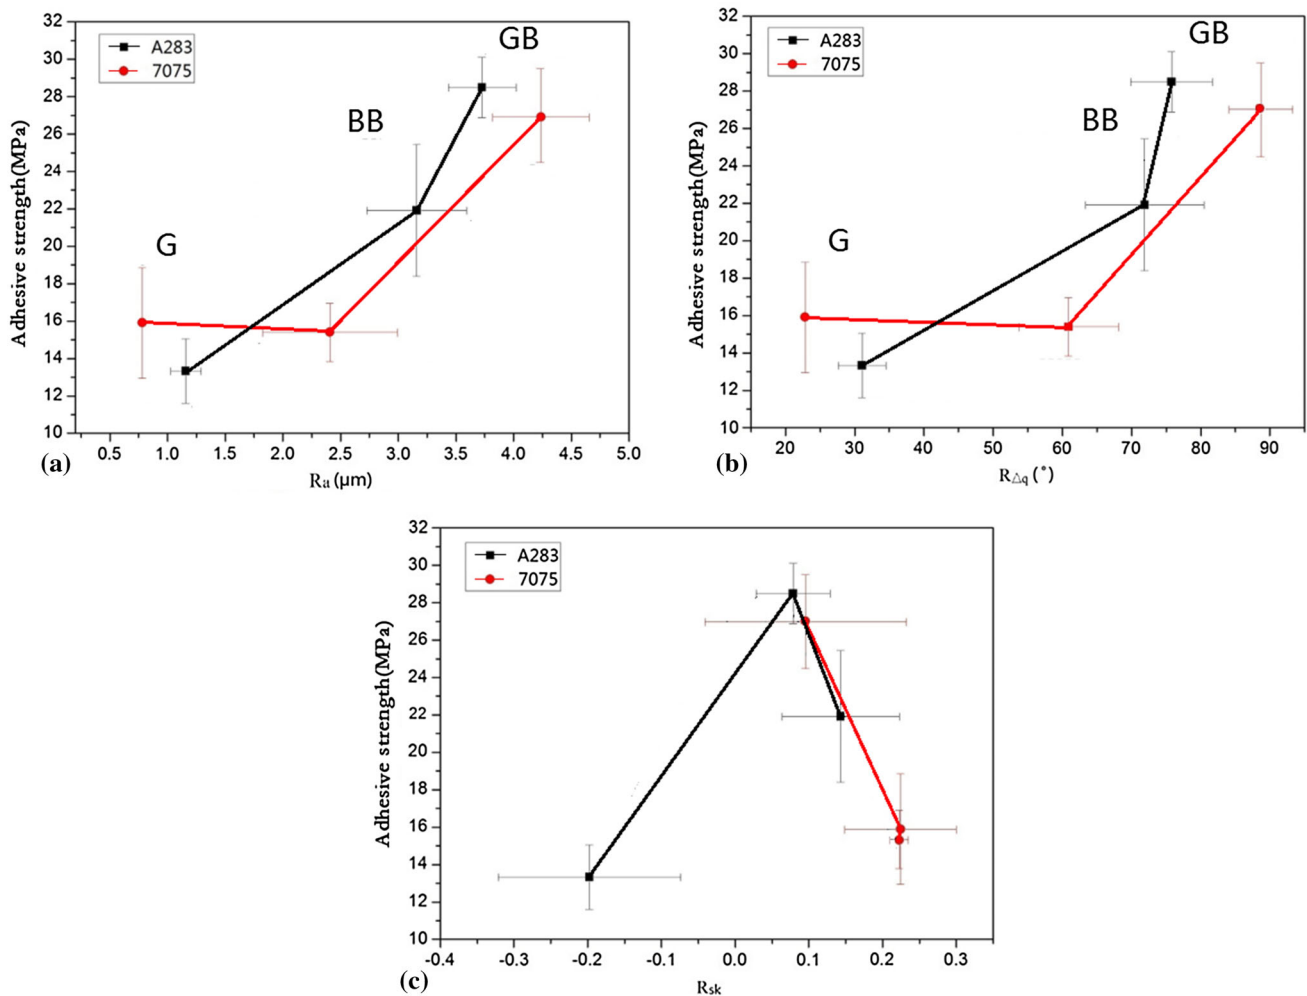 32
30
28
26
24
22
20
18
16
14
12
10
Adhesive strength(MPa)
A283
7075
G
BB
GB
0.5 1.0 1.5 2.0 2.5 3.0 3.5 4.0 4.5 5.0
(a)
Ra (μm)
32
30
28
26
24
22
20
18
16
14
12
10
Adhesive strength(MPa)
A283
7075
G
BB
GB
20 30 40 50 60 70 80 90
(b)
R△q (°)
32
30
28
26
24
22
20
18
16
14
12
10
Adhesive strength(MPa)
A283
7075
-0.4 -0.3 -0.2 -0.1 0.0 0.1 0.2 0.3
(c)
Rsk